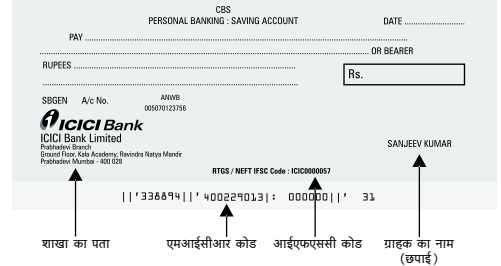 CBS
PERSONAL BANKING : SAVING ACCOUNT DATE ........................
PAY ................................................................
................................................................ OR BEARER
RUPEES ................................................................
Rs.
................................................................
SBGEN A/c No. ANWB
005070123756
ICICI Bank
ICICI Bank Limited
Prabhadevi Branch
Ground Floor, Kala Academy, Ravindra Natya Mandir
Prabhadevi Mumbai - 400 028
SANJEEV KUMAR
RTGS / NEFT IFSC Code : ICIC0000057
||'338894||' 400229013|: 000000||' 31
शाखा का पता एमआईसीआर कोड आईएफएससी कोड ग्राहक का नाम
(छपाई)